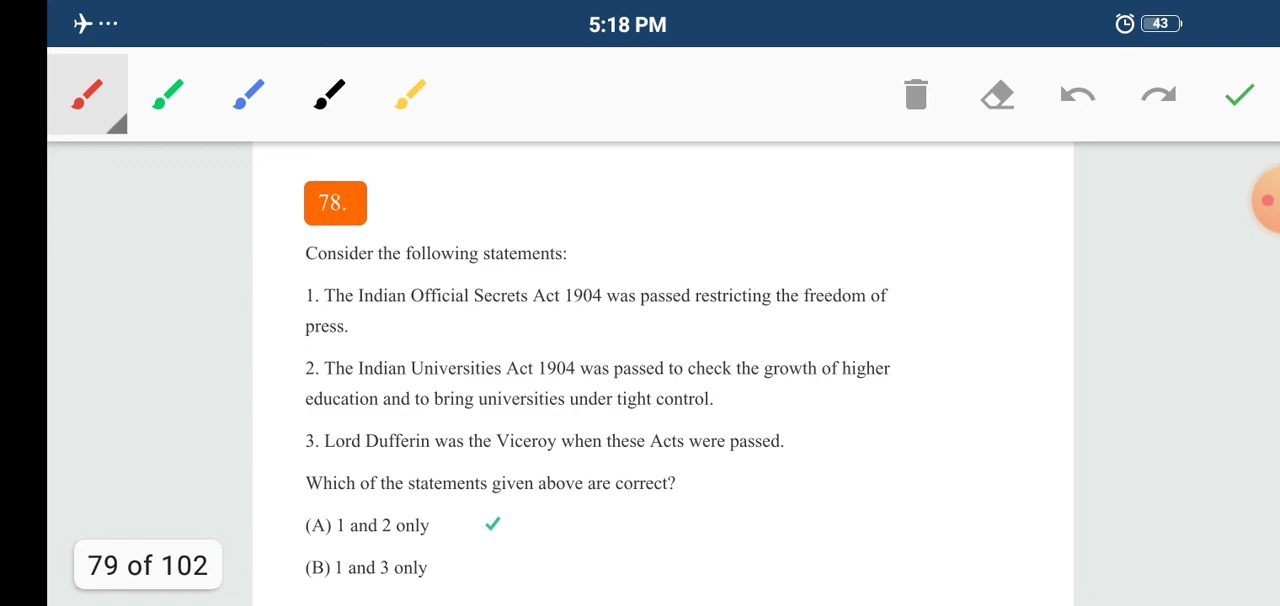 5:18 PM
43
78.
Consider the following statements:
1. The Indian Official Secrets Act 1904 was passed restricting the freedom of
press.
2. The Indian Universities Act 1904 was passed to check the growth of higher
education and to bring universities under tight control.
3. Lord Dufferin was the Viceroy when these Acts were passed.
Which of the statements given above are correct?
(A) 1 and 2 only
(B) 1 and 3 only
79 of 102